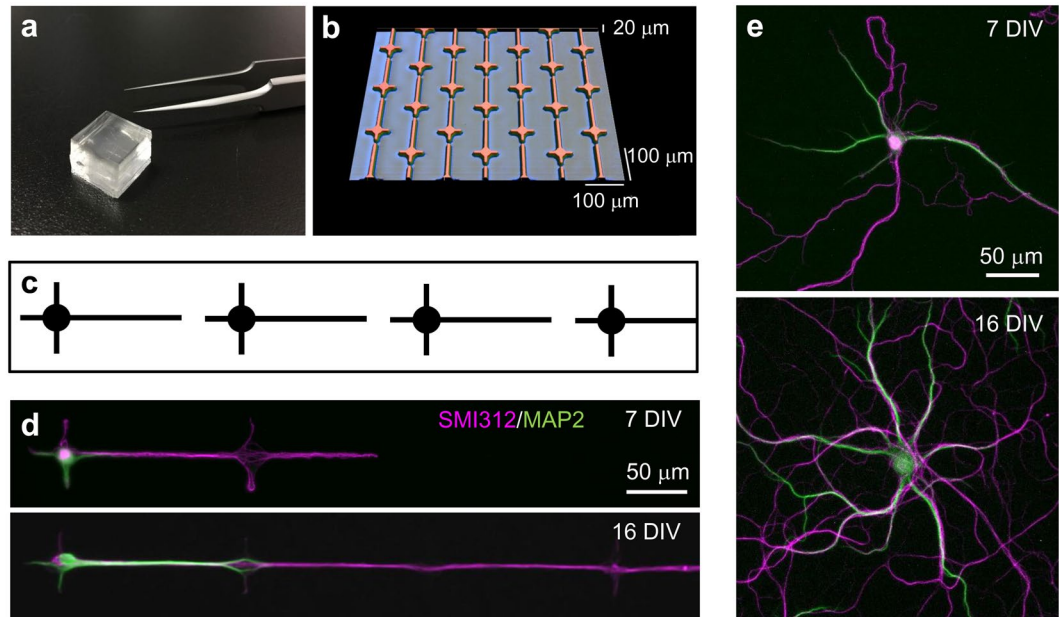 a
b
20 μm
100 μm
100 μm
c
d
SMI312/MAP2
7 DIV
50 μm
16 DIV
e
7 DIV
50 μm
16 DIV